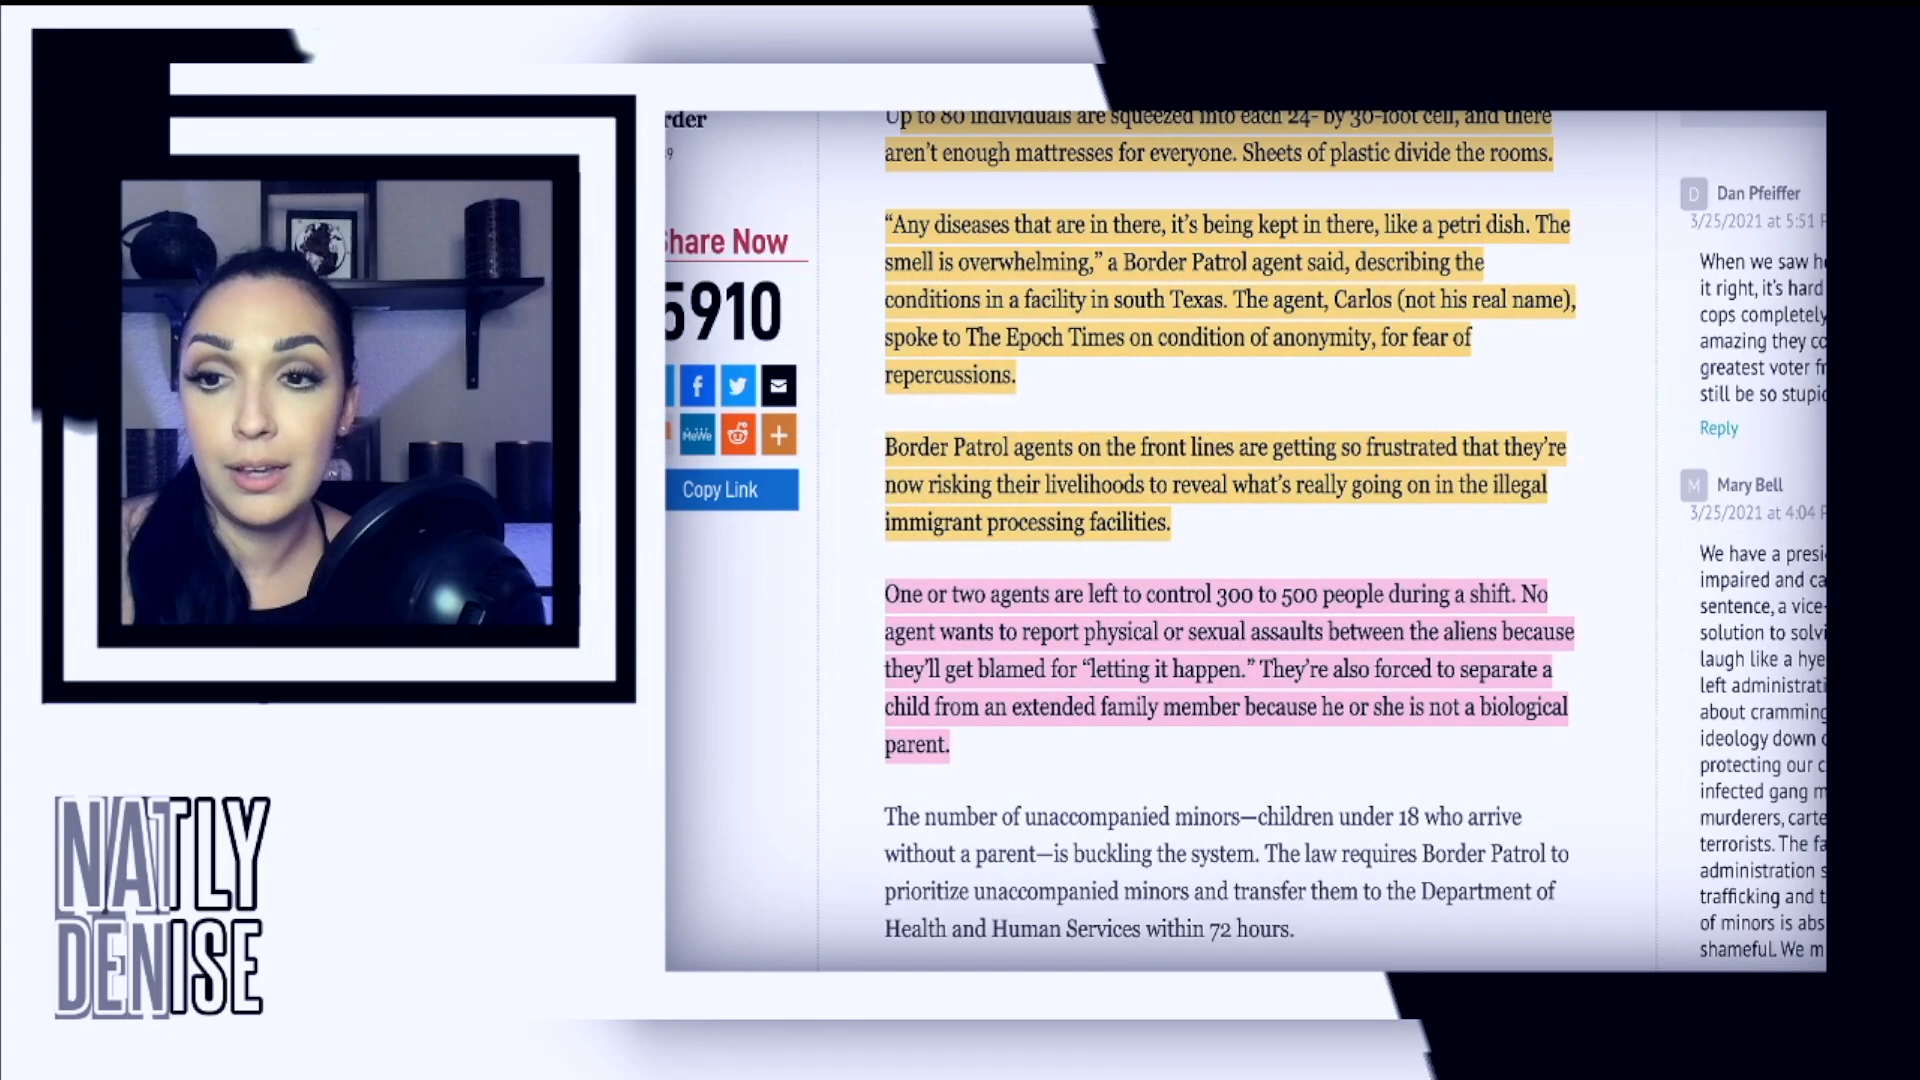 rder
9
Share Now
5910
MeWe
Copy Link
Up to 80 individuals are squeezed into each 24- by 30-foot cell, and there
aren’t enough mattresses for everyone. Sheets of plastic divide the rooms.
“Any diseases that are in there, it’s being kept in there, like a petri dish. The
smell is overwhelming,” a Border Patrol agent said, describing the
conditions in a facility in south Texas. The agent, Carlos (not his real name),
spoke to The Epoch Times on condition of anonymity, for fear of
repercussions.
Border Patrol agents on the front lines are getting so frustrated that they’re
now risking their livelihoods to reveal what’s really going on in the illegal
immigrant processing facilities.
One or two agents are left to control 300 to 500 people during a shift. No
agent wants to report physical or sexual assaults between the aliens because
they’ll get blamed for “letting it happen.” They’re also forced to separate a
child from an extended family member because he or she is not a biological
parent.
The number of unaccompanied minors—children under 18 who arrive
without a parent—is buckling the system. The law requires Border Patrol to
prioritize unaccompanied minors and transfer them to the Department of
Health and Human Services within 72 hours.
D Dan Pfeiffer
3/25/2021 at 5:51
When we saw
it right, it’s hard
cops completely
amazing they
greatest voter
still be so
Reply
M Mary Bell
3/25/2021 at 4:04
We have a
impaired and
sentence, a
solution to
laugh like a
left
about cramming
ideology down
protecting our
infected gang
murderers,
terrorists. The
administration
trafficking and
of minors is
shameful. We
NATLY
DENISE